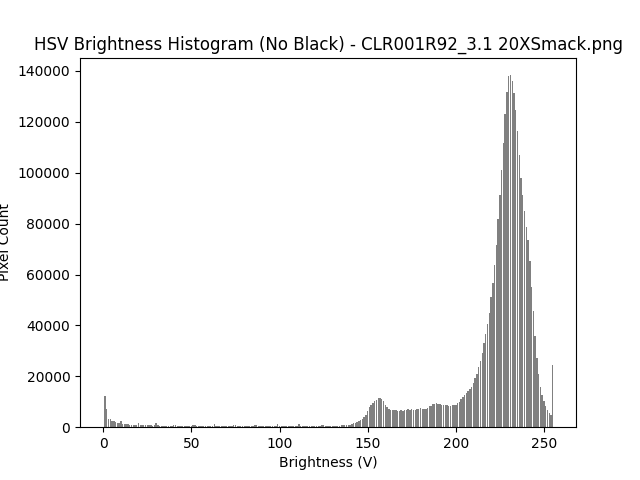 HSV Brightness Histogram (No Black) - CLR001R92_3.1 20XSmack.png
140000
120000
100000
80000
60000
40000
20000
0
Pixel Count
0 50 100 150 200 250
Brightness (V)